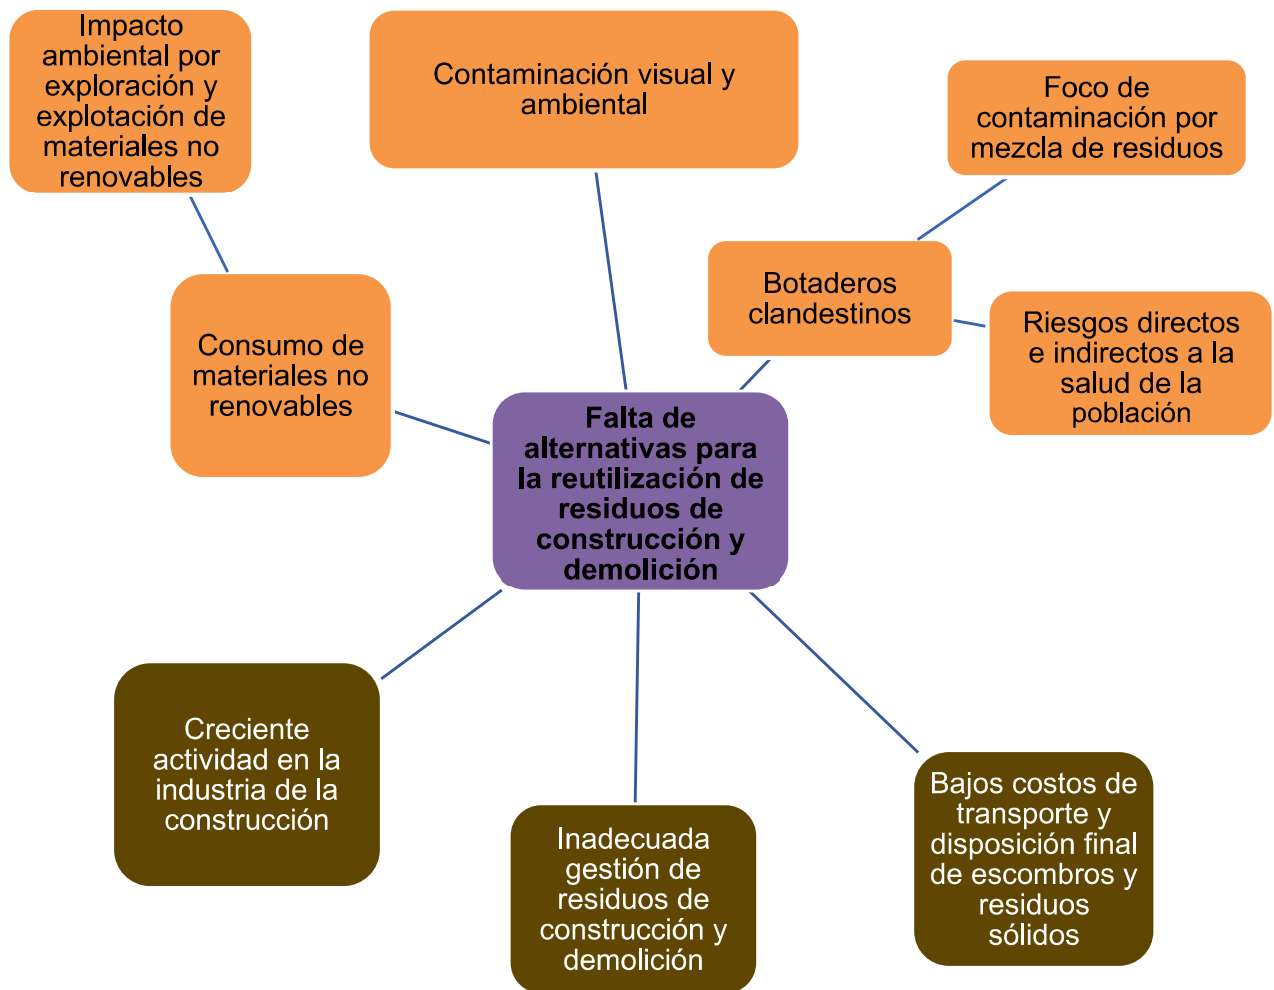 Impacto
ambiental por
exploración y
explotación de
materiales no
renovables
Contaminación visual y
ambiental
Foco de
contaminación por
mezcla de residuos
Botaderos
clandestinos
Riesgos directos
e indirectos a la
salud de la
población
Consumo de
materiales no
renovables
Falta de
alternativas para
la reutilización de
residuos de
construcción y
demolición
Creciente
actividad en la
industria de la
construcción
Inadecuada
gestión de
residuos de
construcción y
demolición
Bajos costos de
transporte y
disposición final
de escombros y
residuos
sólidos